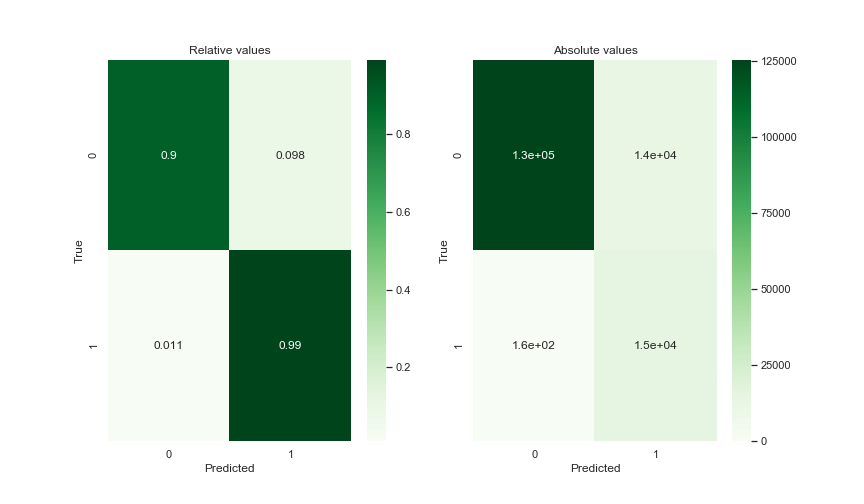 Relative values
0.9
0.098
0.011
0.99
0
1
True
0
1
Predicted
0.8
0.6
0.4
0.2
Absolute values
1.3e+05
1.4e+04
1.6e+02
1.5e+04
0
1
True
0
1
Predicted
125000
100000
75000
50000
25000
0